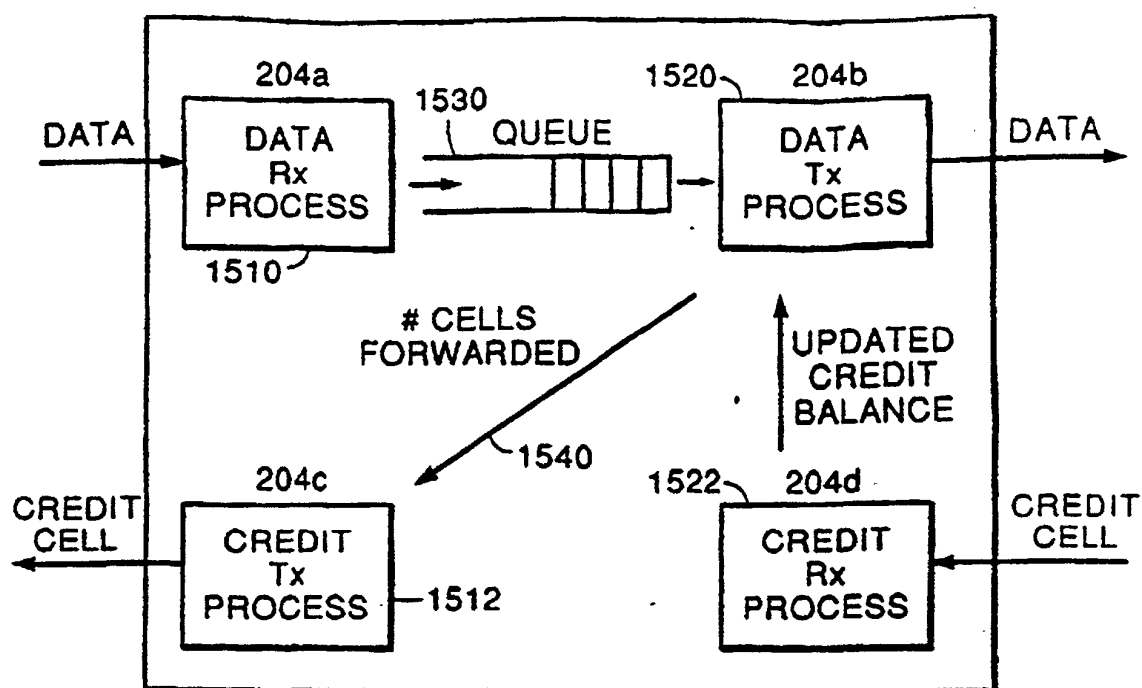 204a
1520
204b
1530
DATA
DATA
Rx
PROCESS
QUEUE
DATA
Tx
PROCESS
DATA
1510
# CELLS
FORWARDED
UPDATED
CREDIT
BALANCE
1540
204c
1522
204d
CREDIT
CELL
CREDIT
Tx
PROCESS
1512
CREDIT
Rx
PROCESS
CREDIT
CELL